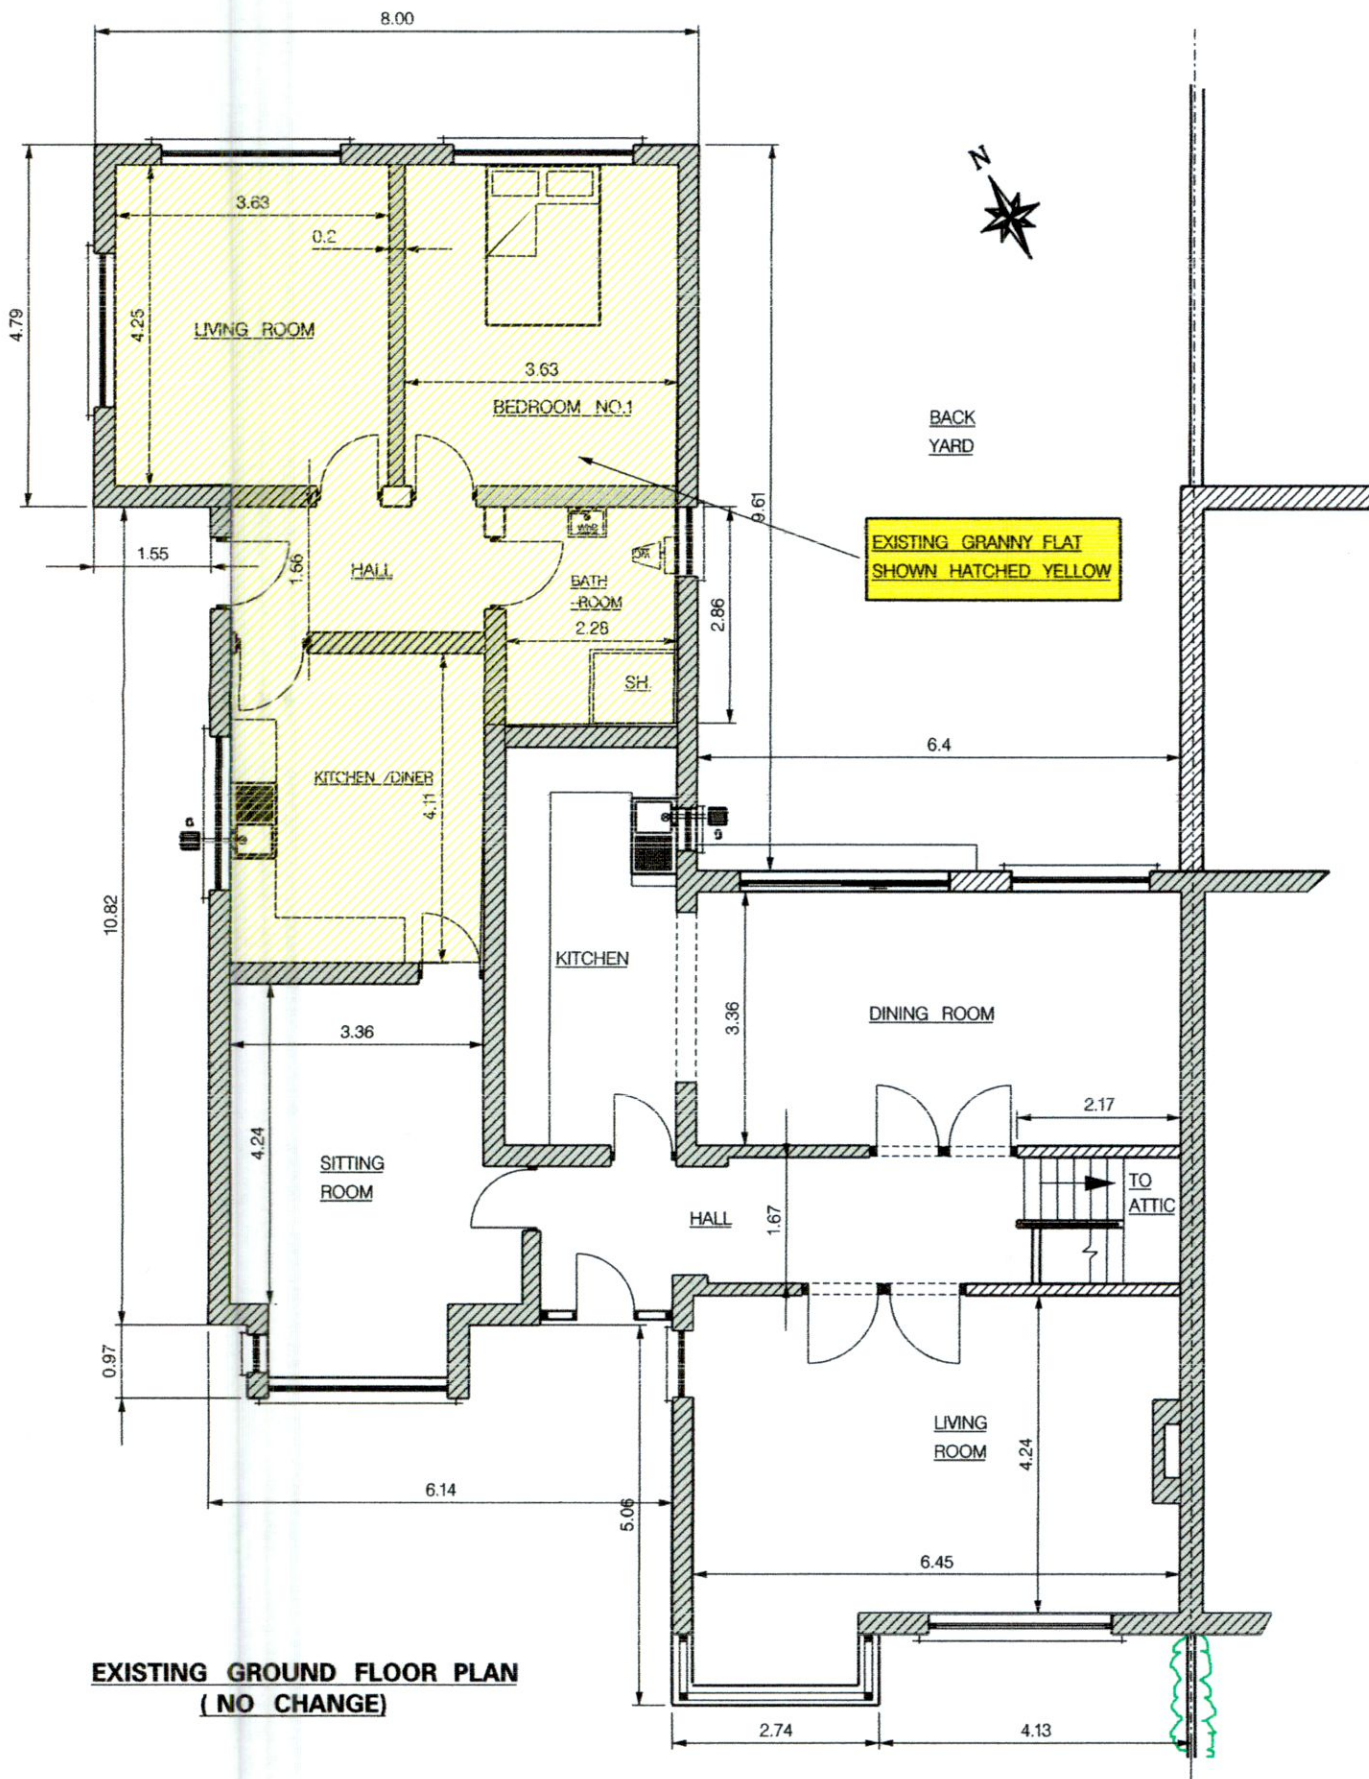 8.00
N
3.63
0.2
4.79
4.25
LIVING ROOM
3.63
BEDROOM NO.1
BACK
YARD
9.61
EXISTING GRANNY FLAT
SHOWN HATCHED YELLOW
1.55
1.56
HALL
WHB
WC
BATH
-ROOM
2.28
2.86
SH.
6.4
KITCHEN /DINER
4.11
10.82
KITCHEN
3.36
DINING ROOM
3.36
2.17
4.24
SITTING
ROOM
TO
ATTIC
HALL
1.67
0.97
LIVING
ROOM
4.24
6.14
5.06
6.45
EXISTING GROUND FLOOR PLAN
( NO CHANGE)
2.74
4.13